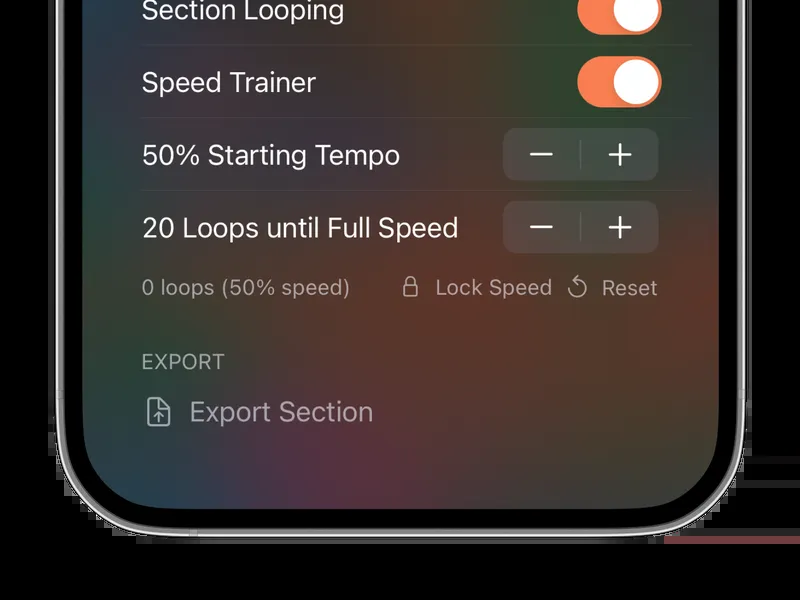 Section Looping
Speed Trainer
50% Starting Tempo
20 Loops until Full Speed
0 loops (50% speed) Lock Speed Reset
EXPORT
Export Section